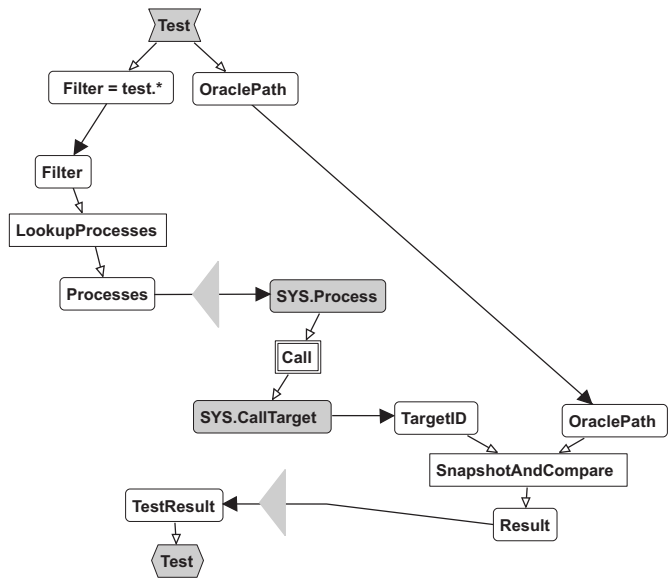 Test
Filter = test.*
OraclePath
Filter
LookupProcesses
Processes
SYS.Process
Call
SYS.CallTarget
TargetID
OraclePath
SnapshotAndCompare
TestResult
Result
Test